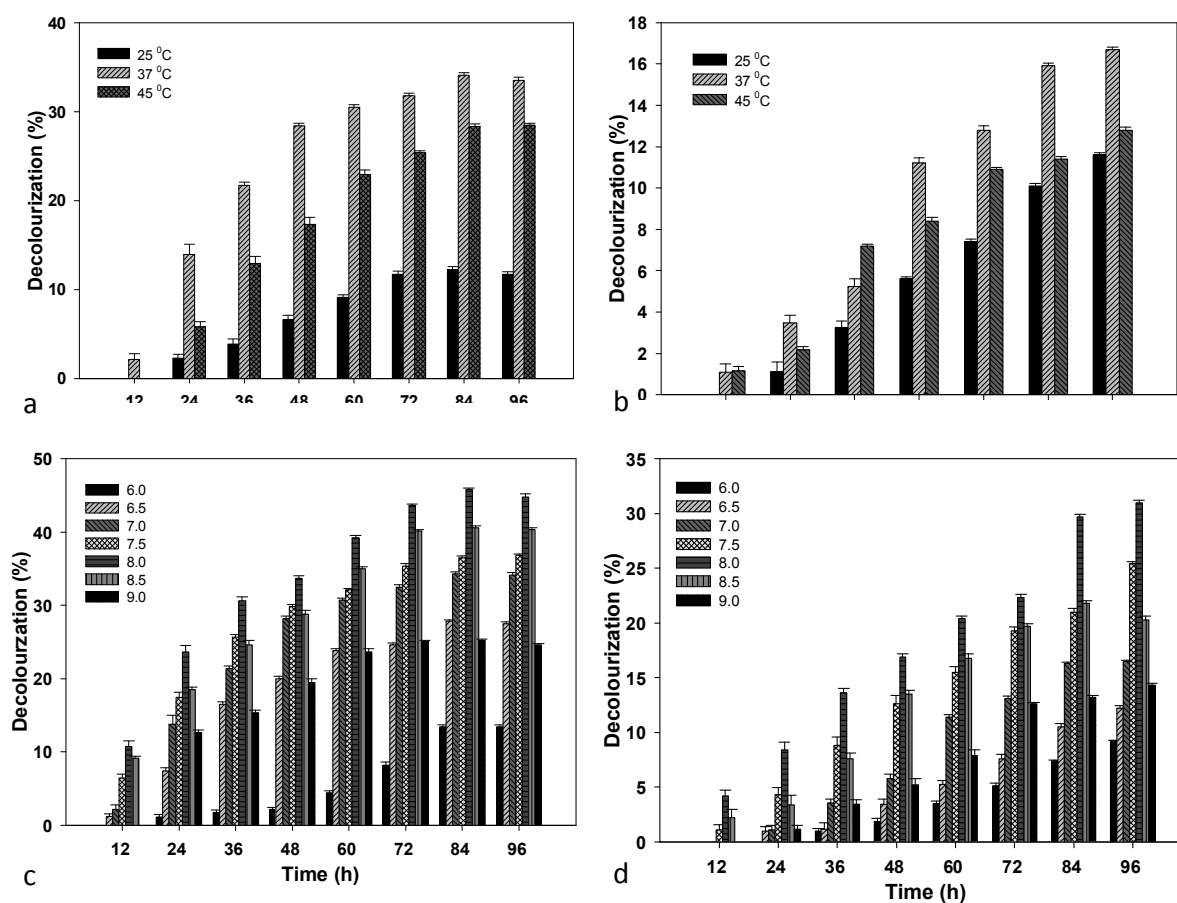 Decolourization (%)
40
30
20
10
0
25 ⁰C
37 ⁰C
45 ⁰C
12 24 36 48 60 72 84 96
a
Decolourization (%)
18
16
14
12
10
8
6
4
2
0
25 ⁰C
37 ⁰C
45 ⁰C
b
Decolourzation (%)
50
40
30
20
10
0
6.0
6.5
7.0
7.5
8.0
8.5
9.0
12 24 36 48 60 72 84 96
Time (h)
c
Decolourization (%)
35
30
25
20
15
10
5
0
6.0
6.5
7.0
7.5
8.0
8.5
9.0
12 24 36 48 60 72 84 96
Time (h)
d